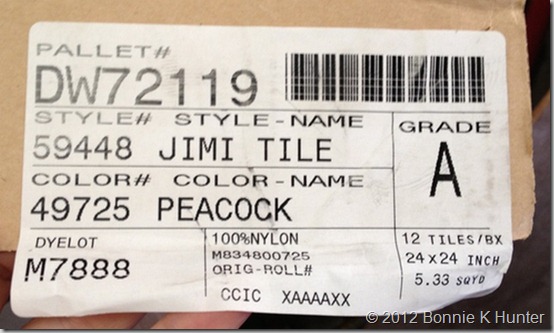 PALLET#
DW72119
STYLE# STYLE-NAME
59448 JIMI TILE
GRADE
A
COLOR# COLOR-NAME
49725 PEACOCK
DYELOT
M7888
100%NYLON
M834800725
ORIG-ROLL#
CCIC XAAAAXX
12 TILES/BX
24x24 INCH
5.33 SQYD
© 2012 Bonnie K Hunter